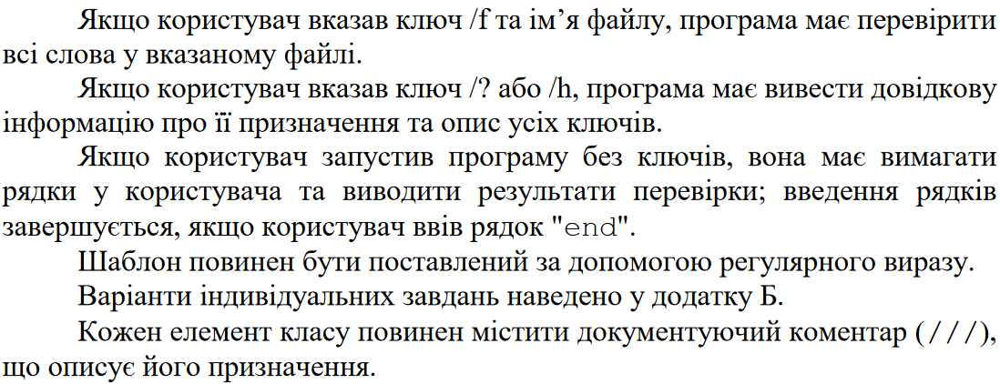 Якщо користувач вказав ключ /f та ім’я файлу, програма має перевірити
всі слова у вказаному файлі.
Якщо користувач вказав ключ /? або /h, програма має вивести довідкову
інформацію про її призначення та опис усіх ключів.
Якщо користувач запустив програму без ключів, вона має вимагати
рядки у користувача та виводити результати перевірки; введення рядків
завершується, якщо користувач ввів рядок "end".
Шаблон повинен бути поставлений за допомогою регулярного виразу.
Варіанти індивідуальних завдань наведено у додатку Б.
Кожен елемент класу повинен містити документуючий коментар (///),
що описує його призначення.